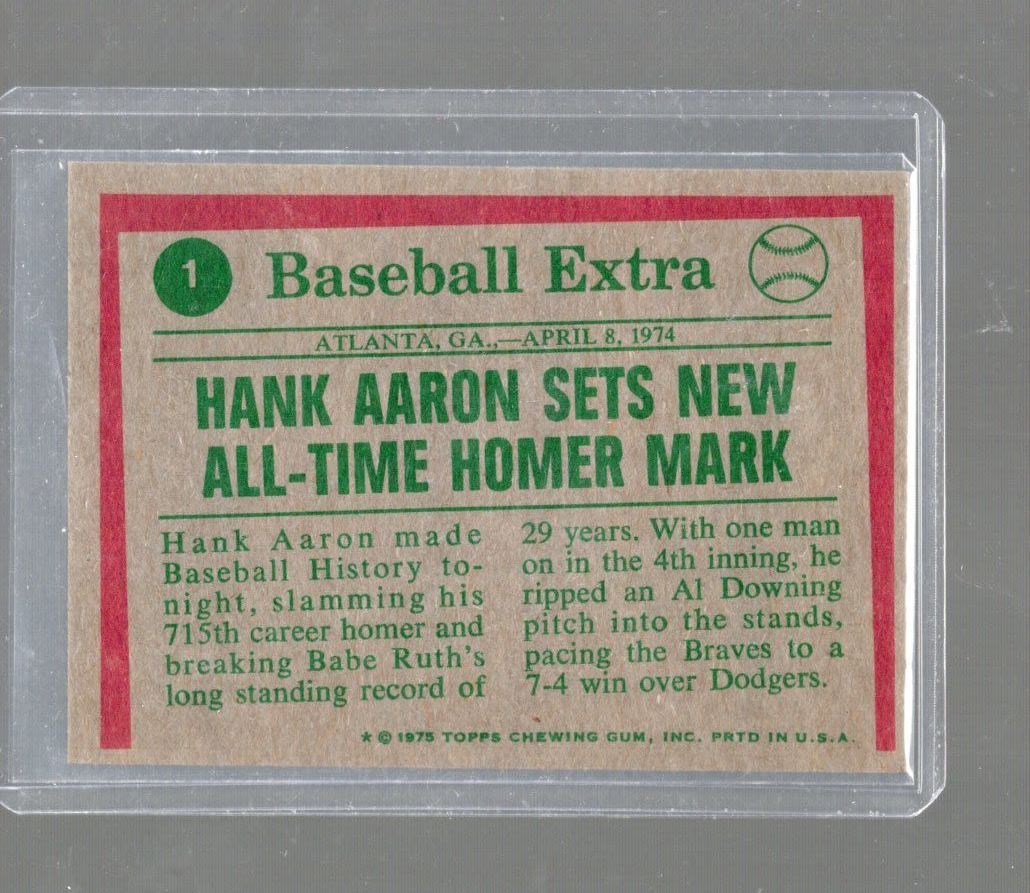 1
Baseball Extra
ATLANTA, GA.,—APRIL 8, 1974
HANK AARON SETS NEW
ALL-TIME HOMER MARK
Hank Aaron made
Baseball History to-
night, slamming his
715th career homer and
breaking Babe Ruth's
long standing record of
29 years. With one man
on in the 4th inning, he
ripped an Al Downing
pitch into the stands,
pacing the Braves to a
7-4 win over Dodgers.
* © 1975 TOPPS CHEWING GUM, INC. PRTD IN U.S.A.